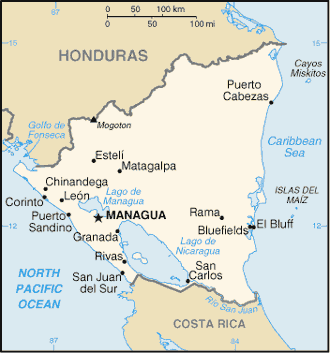 0 50 100 km
0 50 100 mi
HONDURAS
15
15
Cayos
Miskitos
Puerto
Cabezas
Golfo de
Fonseca
Mogoton
Caribbean
Sea
Estelí
Matagalpa
Chinandega
León
Lago de
Managua
ISLAS DEL
MAÍZ
Corinto
MANAGUA
Rama
Puerto
Sandino
El Bluff
12
12
Bluefields
Granada
Lago de
Nicaragua
Rivas
NORTH
PACIFIC
OCEAN
San
Carlos
San Juan
del Sur
Río San Juan
COSTA RICA